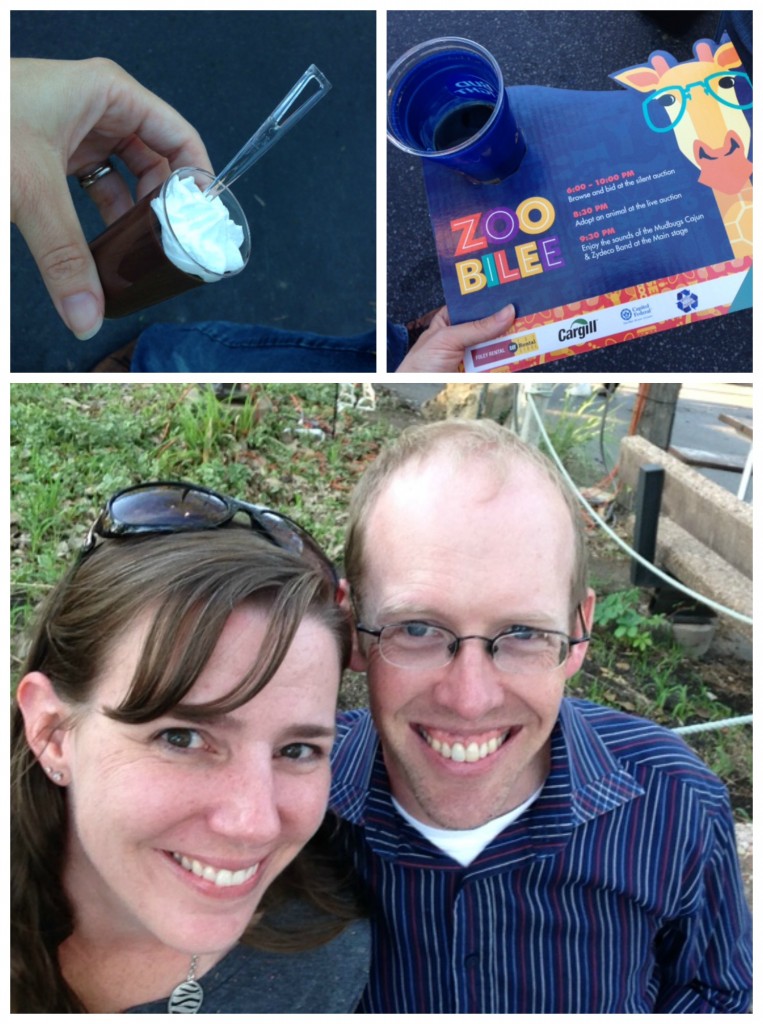 ZOO
BILEE
6:00 – 10:00 PM
Browse and bid at the silent auction
8:30 PM
Adopt an animal at the live auction
9:30 PM
Enjoy the sounds of the Mudbugs Cajun
& Zydeco Band at the Main stage
FOLEY RENTAL
Cargill
Capitol
Federal